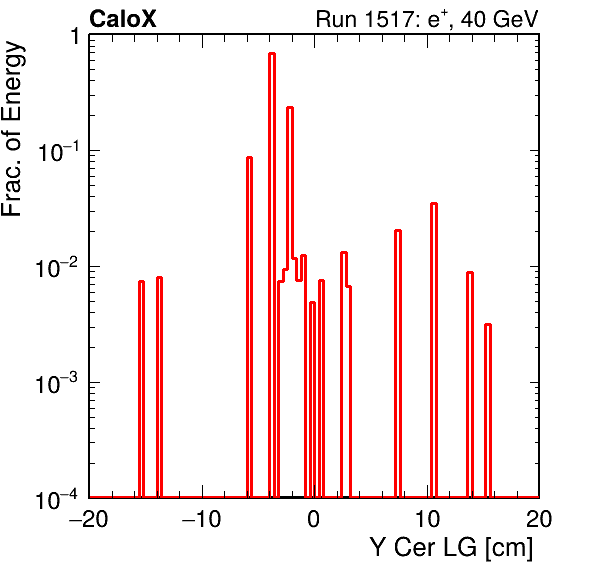 CaloX Run 1517: e⁺, 40 GeV
Frac. of Energy
1
10⁻¹
10⁻²
10⁻³
10⁻⁴
−20 −10 0 10 20
Y Cer LG [cm]